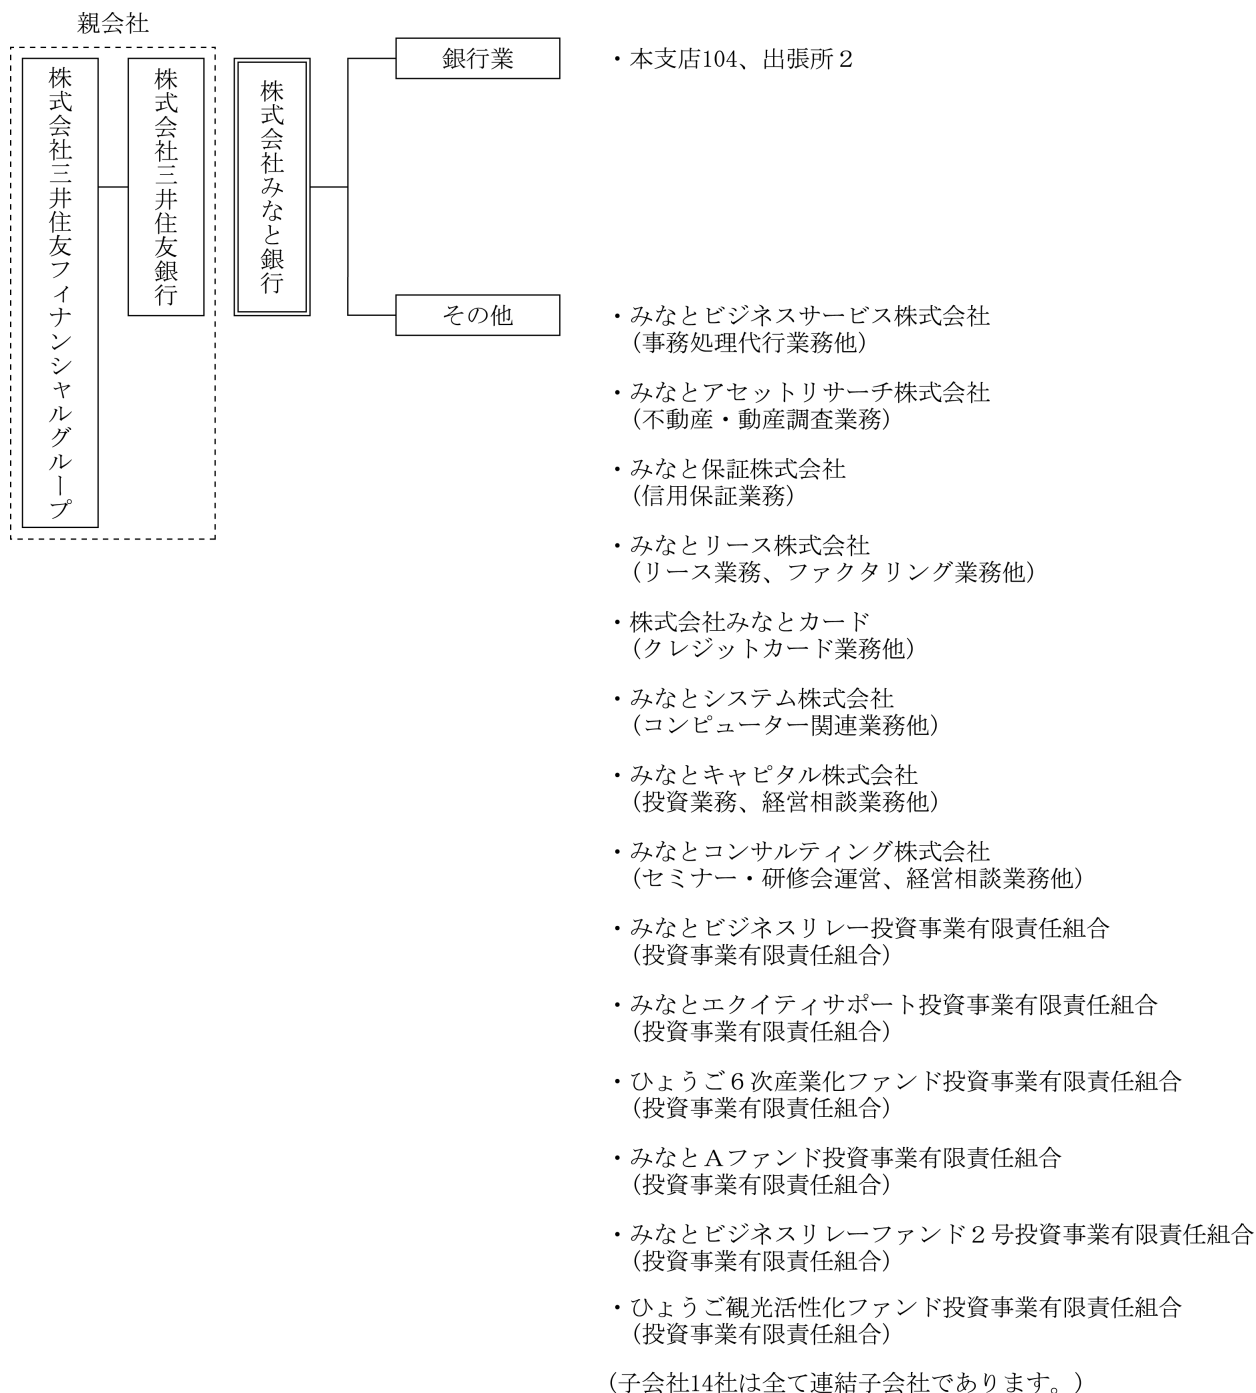 親会社
株式会社三井住友フィナンシャルグループ
株式会社三井住友銀行
株式会社みなと銀行
銀行業
・本支店104、出張所２
その他
・みなとビジネスサービス株式会社
（事務処理代行業務他）
・みなとアセットリサーチ株式会社
（不動産・動産調査業務）
・みなと保証株式会社
（信用保証業務）
・みなとリース株式会社
（リース業務、ファクタリング業務他）
・株式会社みなとカード
（クレジットカード業務他）
・みなとシステム株式会社
（コンピューター関連業務他）
・みなとキャピタル株式会社
（投資業務、経営相談業務他）
・みなとコンサルティング株式会社
（セミナー・研修会運営、経営相談業務他）
・みなとビジネスリレー投資事業有限責任組合
（投資事業有限責任組合）
・みなとエクイティサポート投資事業有限責任組合
（投資事業有限責任組合）
・ひょうご６次産業化ファンド投資事業有限責任組合
（投資事業有限責任組合）
・みなとＡファンド投資事業有限責任組合
（投資事業有限責任組合）
・みなとビジネスリレーファンド２号投資事業有限責任組合
（投資事業有限責任組合）
・ひょうご観光活性化ファンド投資事業有限責任組合
（投資事業有限責任組合）
（子会社14社は全て連結子会社であります。）